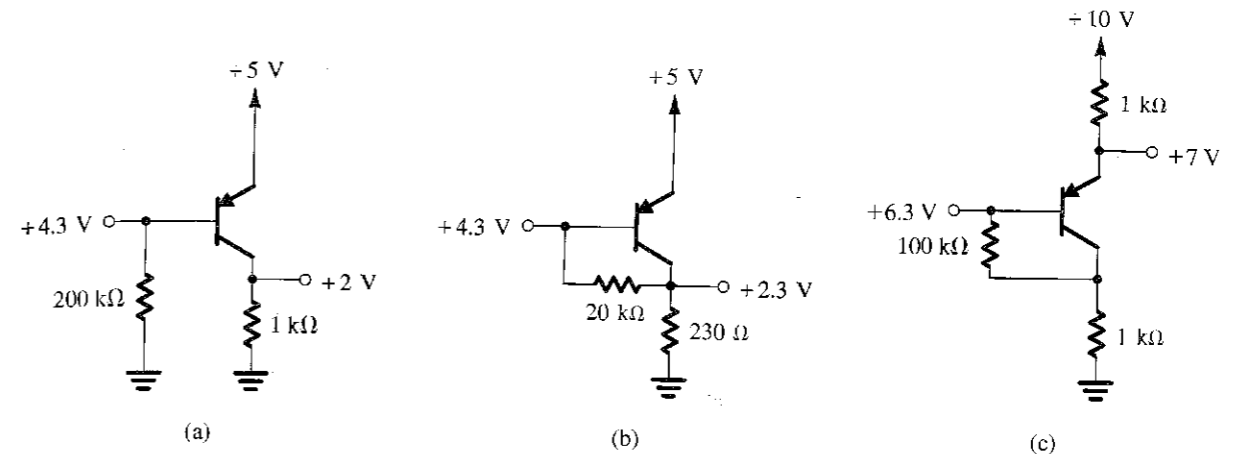 +5 V
+4.3 V
200 kΩ
+2 V
1 kΩ
(a)
+5 V
+4.3 V
20 kΩ
+2.3 V
230 Ω
(b)
+10 V
1 kΩ
+7 V
+6.3 V
100 kΩ
1 kΩ
(c)